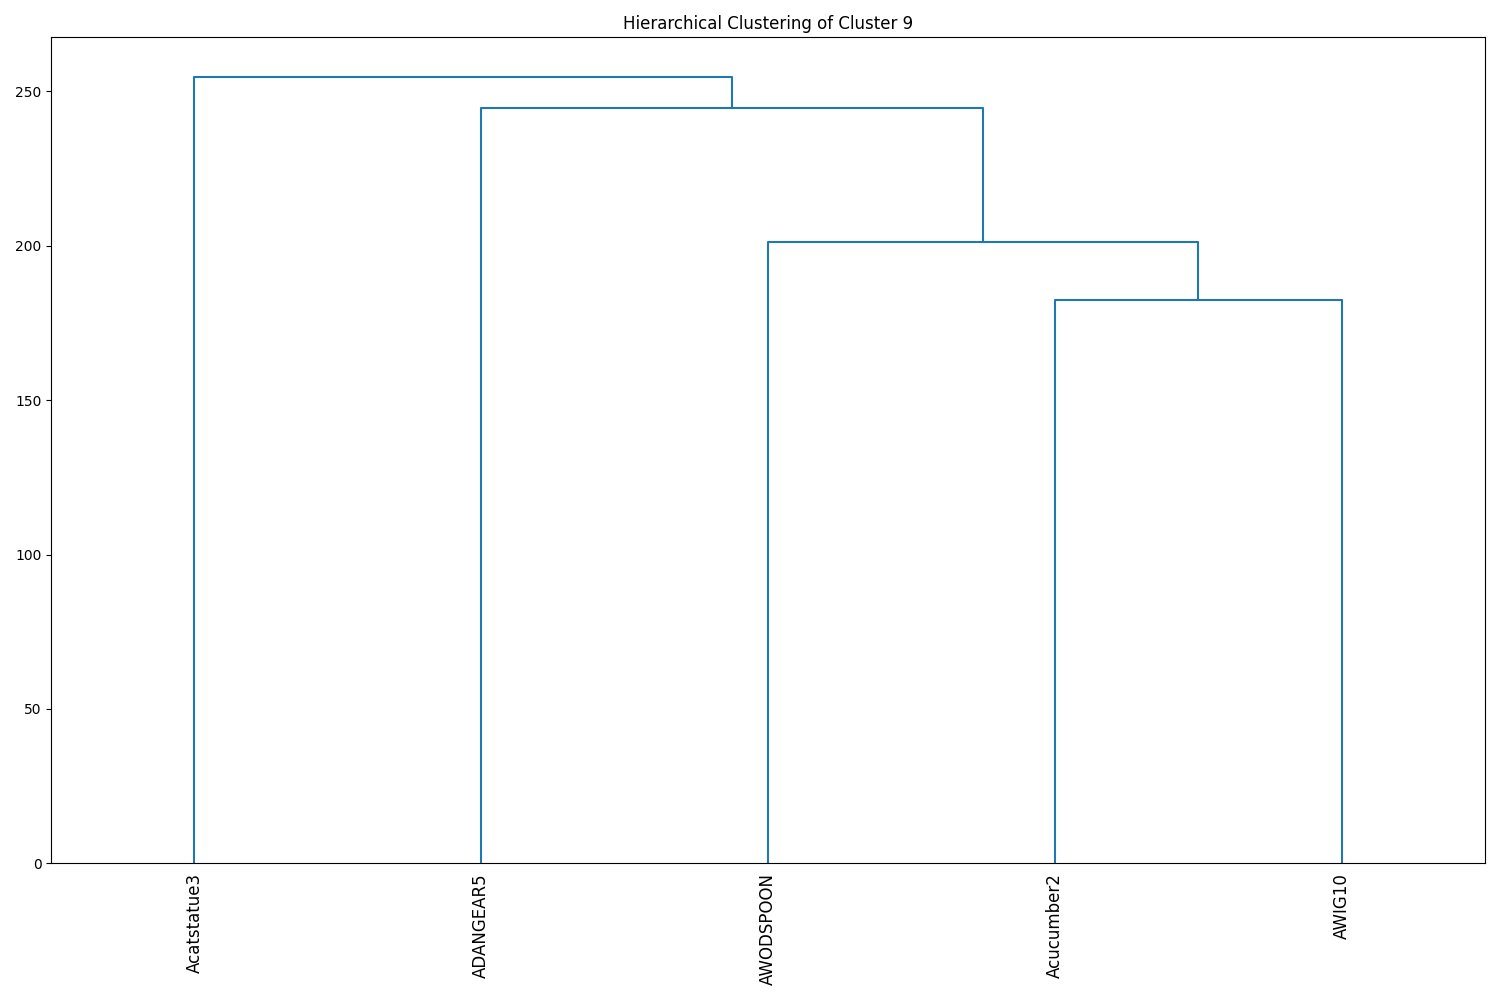 Hierarchical Clustering of Cluster 9
250
200
150
100
50
0
Acatstatue3
ADANGEAR5
AWODSPOON
Acucumber2
AWIG10